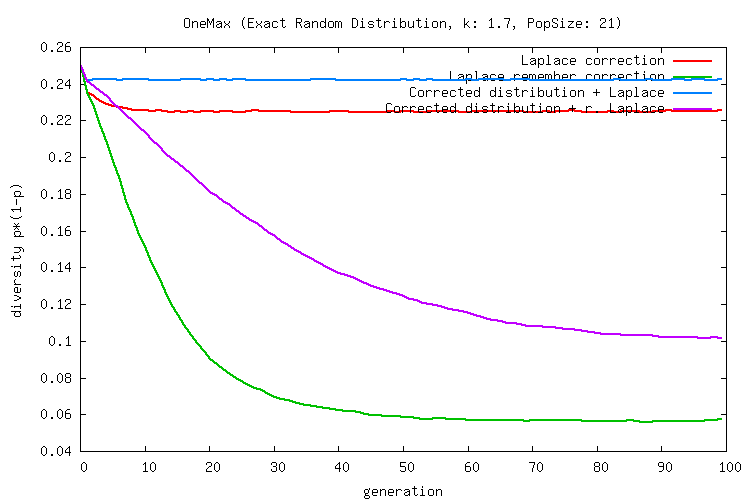 OneMax (Exact Random Distribution, k: 1.7, PopSize: 21)
Laplace correction
Laplace remember correction
Corrected distribution + Laplace
Corrected distribution + r. Laplace
0.26
0.24
0.22
0.2
0.18
0.16
0.14
0.12
0.1
0.08
0.06
0.04
diversity p*(1-p)
0 10 20 30 40 50 60 70 80 90 100
generation